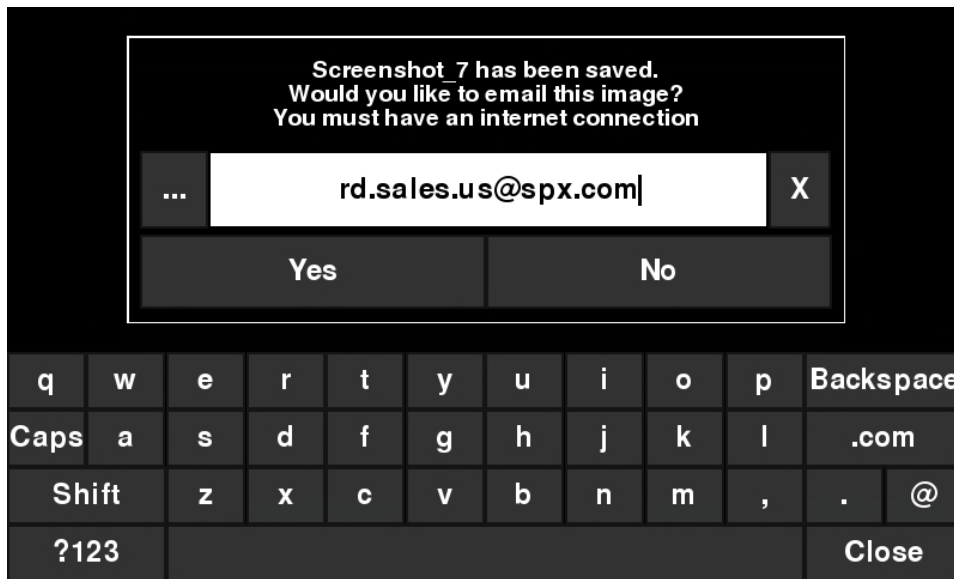 Screenshot_7 has been saved.
Would you like to email this image?
You must have an internet connection
... rd.sales.us@spx.com X
Yes No
q w e r t y u i o p Backspace
Caps a s d f g h j k l .com
Shift z x c v b n m , . @
?123 Close